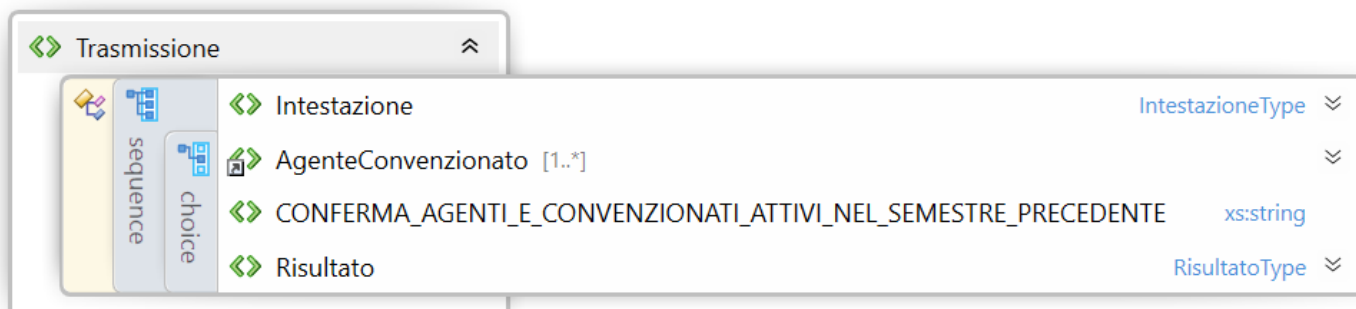 Trasmissione
sequence
choice
Intestazione IntestazioneType
AgenteConvenzionato [1..*]
CONFERMA_AGENTI_E_CONVENZIONATI_ATTIVI_NEL_SEMESTRE_PRECEDENTE xs:string
Risultato RisultatoType